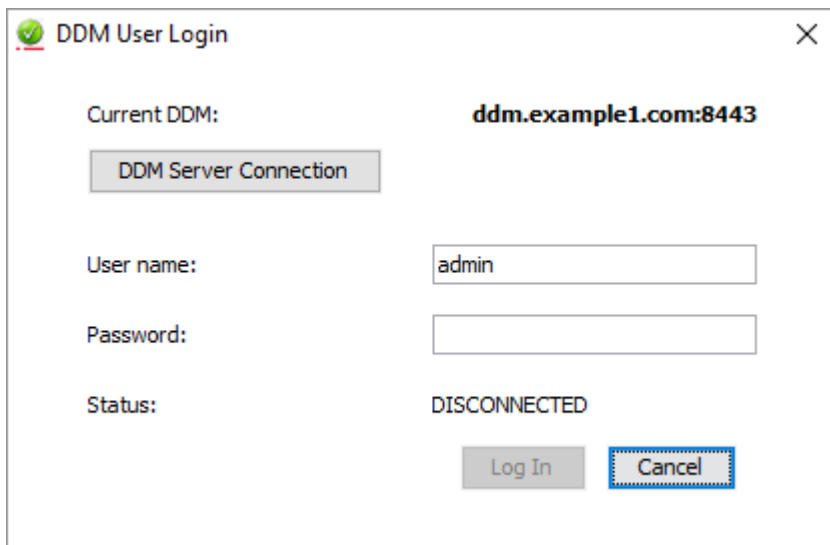 DDM User Login
Current DDM: ddm.example1.com:8443
DDM Server Connection
User name: admin
Password:
Status: DISCONNECTED
Log In Cancel